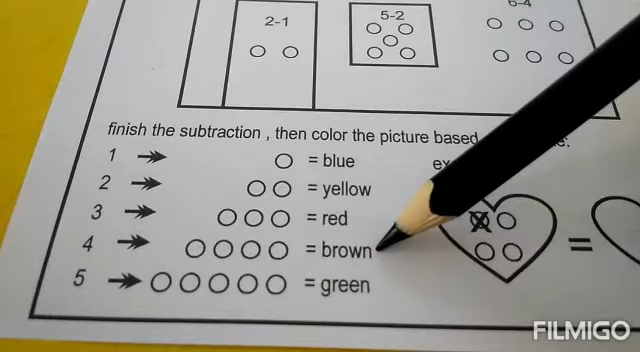 2-1
5-2
6-4
finish the subtraction , then color the picture based
1 = blue
2 = yellow
3 = red
4 = brown
5 = green
=
FILMIGO